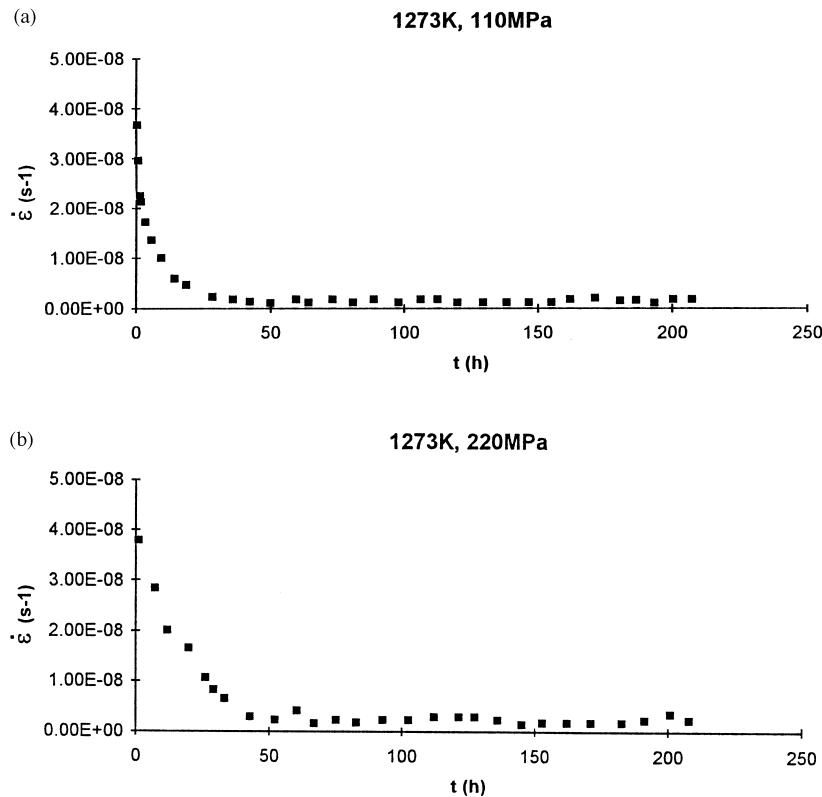 (a)
1273K, 110MPa
5.00E-08
4.00E-08
3.00E-08
2.00E-08
1.00E-08
0.00E+00
ε̇ (s-1)
0 50 100 150 200 250
t (h)
(b)
1273K, 220MPa
5.00E-08
4.00E-08
3.00E-08
2.00E-08
1.00E-08
0.00E+00
ε̇ (s-1)
0 50 100 150 200 250
t (h)